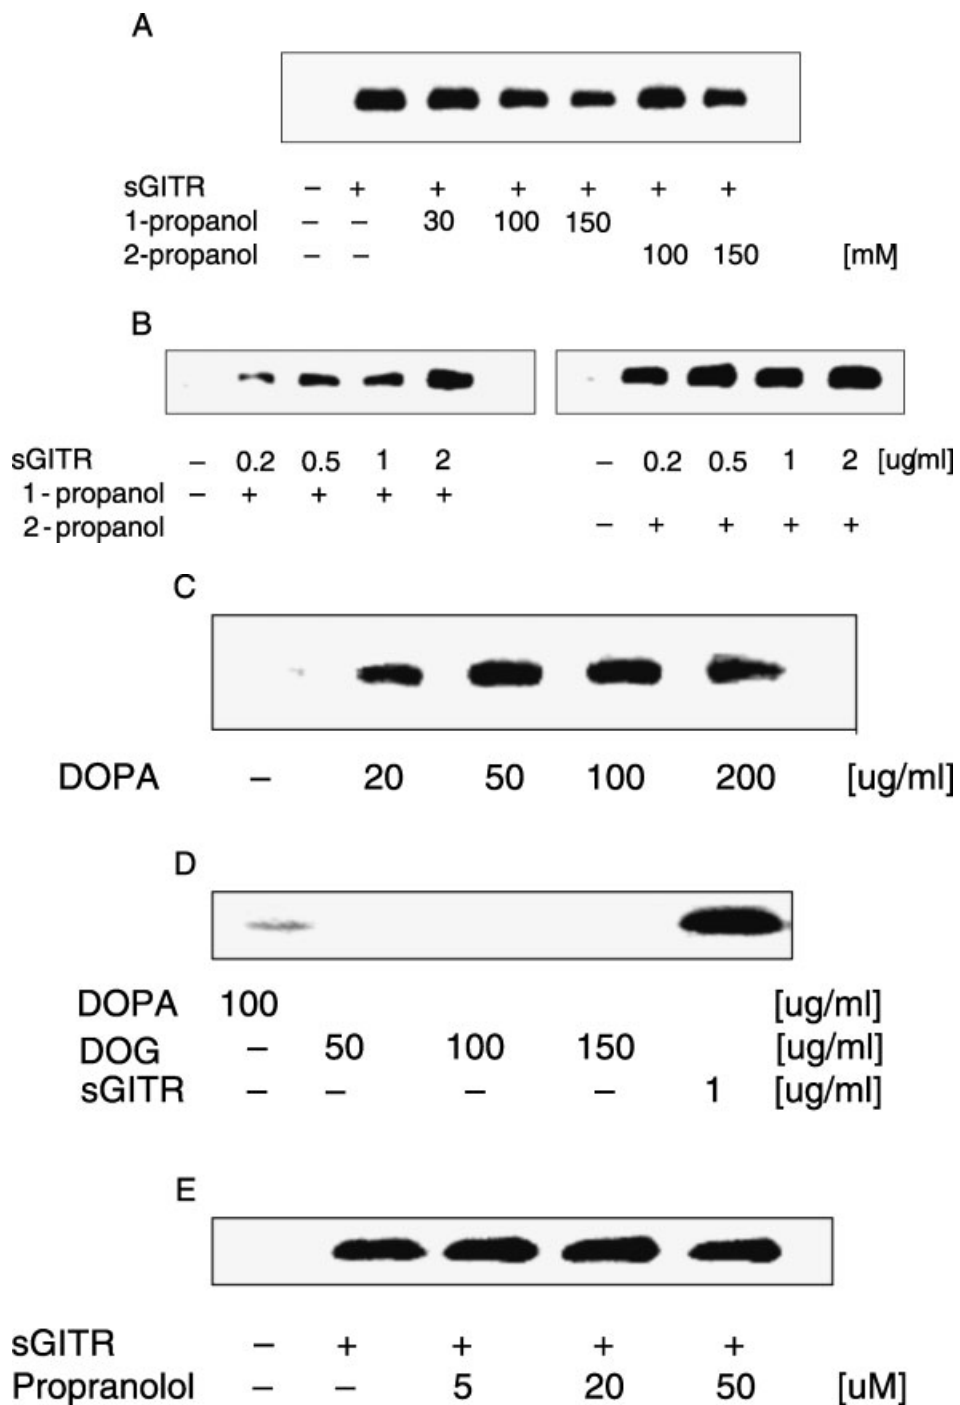 A
sGITR – + + + + + +
1-propanol – – 30 100 150
2-propanol – – 100 150 [mM]
B
sGITR – 0.2 0.5 1 2 – 0.2 0.5 1 2 [ug/ml]
1-propanol – + + + +
2-propanol – + + + +
C
DOPA – 20 50 100 200 [ug/ml]
D
DOPA 100 [ug/ml]
DOG – 50 100 150 [ug/ml]
sGITR – – – – 1 [ug/ml]
E
sGITR – + + + +
Propranolol – – 5 20 50 [uM]